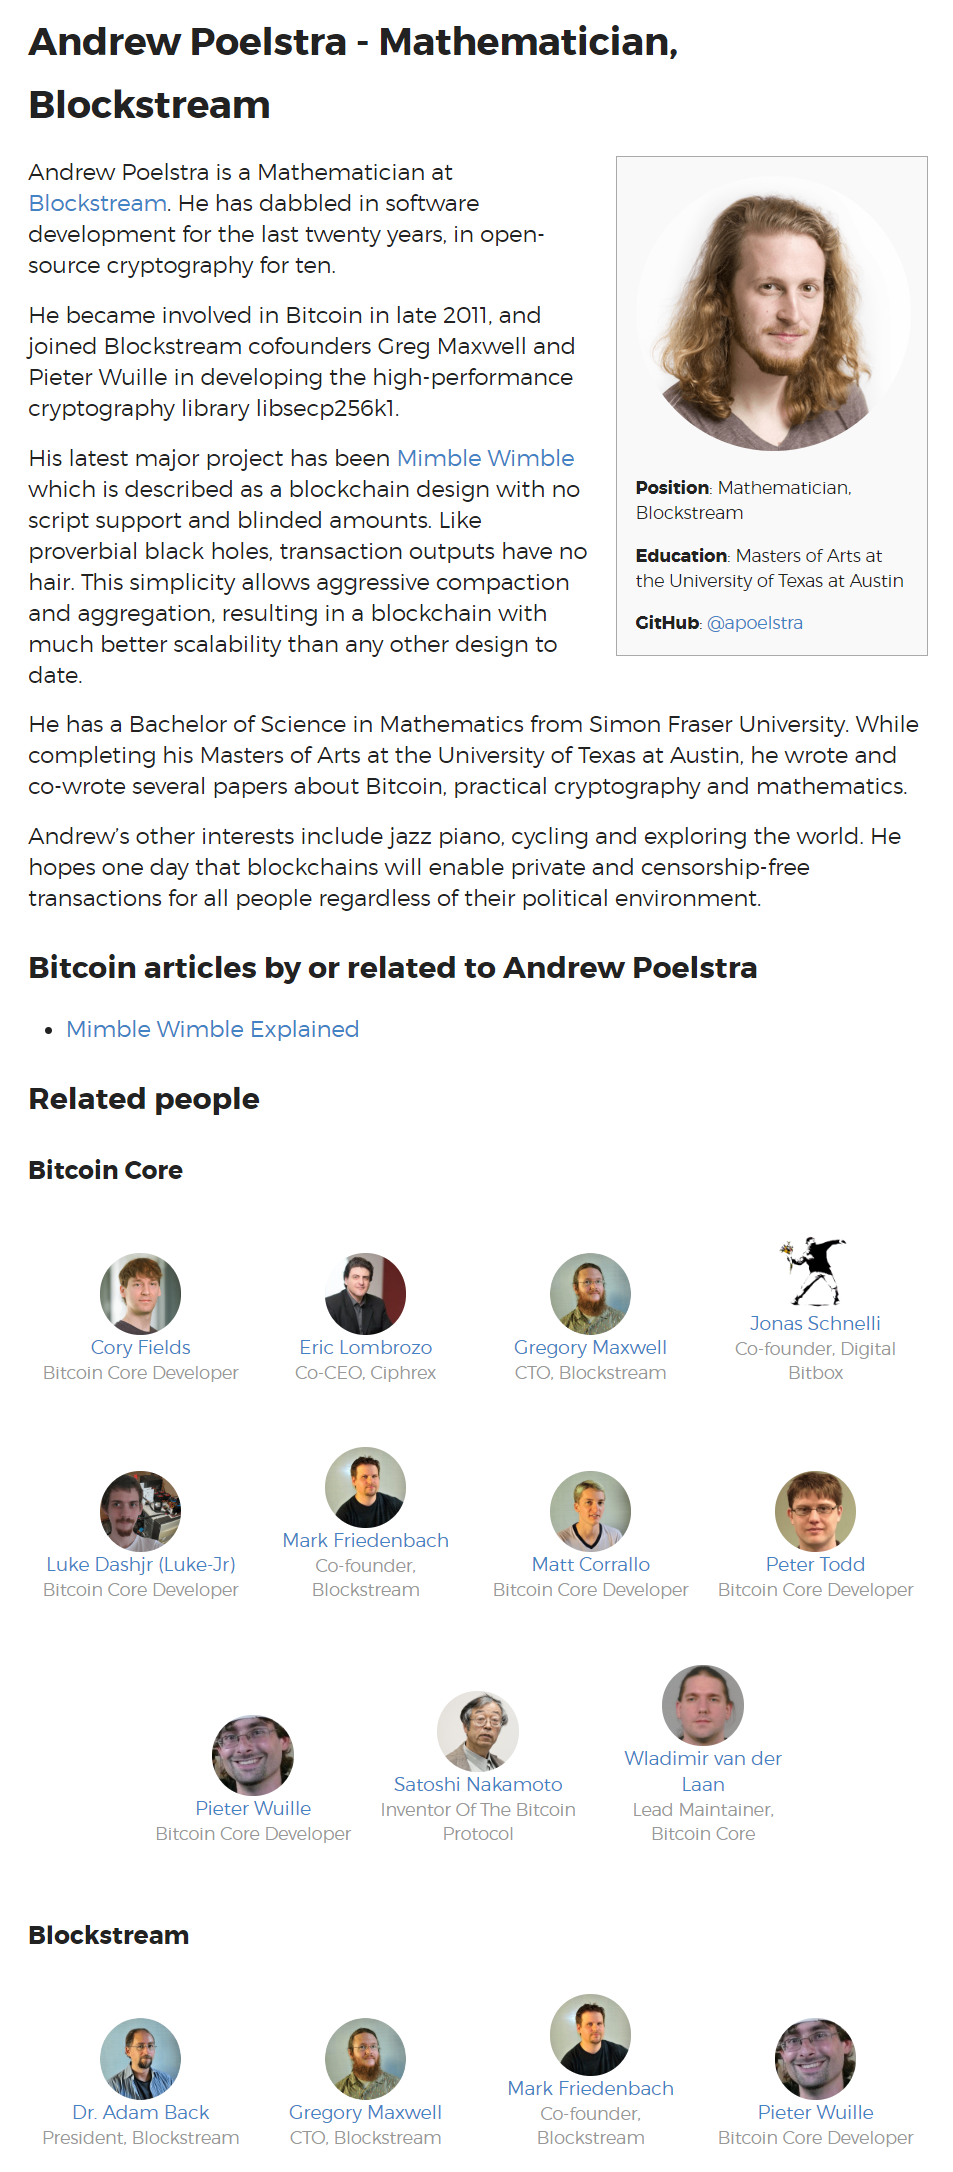 Andrew Poelstra - Mathematician,
Blockstream
Andrew Poelstra is a Mathematician at
Blockstream. He has dabbled in software
development for the last twenty years, in open-
source cryptography for ten.
He became involved in Bitcoin in late 2011, and
joined Blockstream cofounders Greg Maxwell and
Pieter Wuille in developing the high-performance
cryptography library libsecp256k1.
His latest major project has been Mimble Wimble
which is described as a blockchain design with no
script support and blinded amounts. Like
proverbial black holes, transaction outputs have no
hair. This simplicity allows aggressive compaction
and aggregation, resulting in a blockchain with
much better scalability than any other design to
date.
Position: Mathematician,
Blockstream
Education: Masters of Arts at
the University of Texas at Austin
GitHub: @apoelstra
He has a Bachelor of Science in Mathematics from Simon Fraser University. While
completing his Masters of Arts at the University of Texas at Austin, he wrote and
co-wrote several papers about Bitcoin, practical cryptography and mathematics.
Andrew's other interests include jazz piano, cycling and exploring the world. He
hopes one day that blockchains will enable private and censorship-free
transactions for all people regardless of their political environment.
Bitcoin articles by or related to Andrew Poelstra
• Mimble Wimble Explained
Related people
Bitcoin Core
Cory Fields
Bitcoin Core Developer
Eric Lombrozo
Co-CEO, Ciphrex
Gregory Maxwell
CTO, Blockstream
Jonas Schnelli
Co-founder, Digital
Bitbox
Luke Dashjr (Luke-Jr)
Bitcoin Core Developer
Mark Friedenbach
Co-founder,
Blockstream
Matt Corrallo
Bitcoin Core Developer
Peter Todd
Bitcoin Core Developer
Pieter Wuille
Bitcoin Core Developer
Satoshi Nakamoto
Inventor Of The Bitcoin
Protocol
Wladimir van der
Laan
Lead Maintainer,
Bitcoin Core
Blockstream
Dr. Adam Back
President, Blockstream
Gregory Maxwell
CTO, Blockstream
Mark Friedenbach
Co-founder,
Blockstream
Pieter Wuille
Bitcoin Core Developer